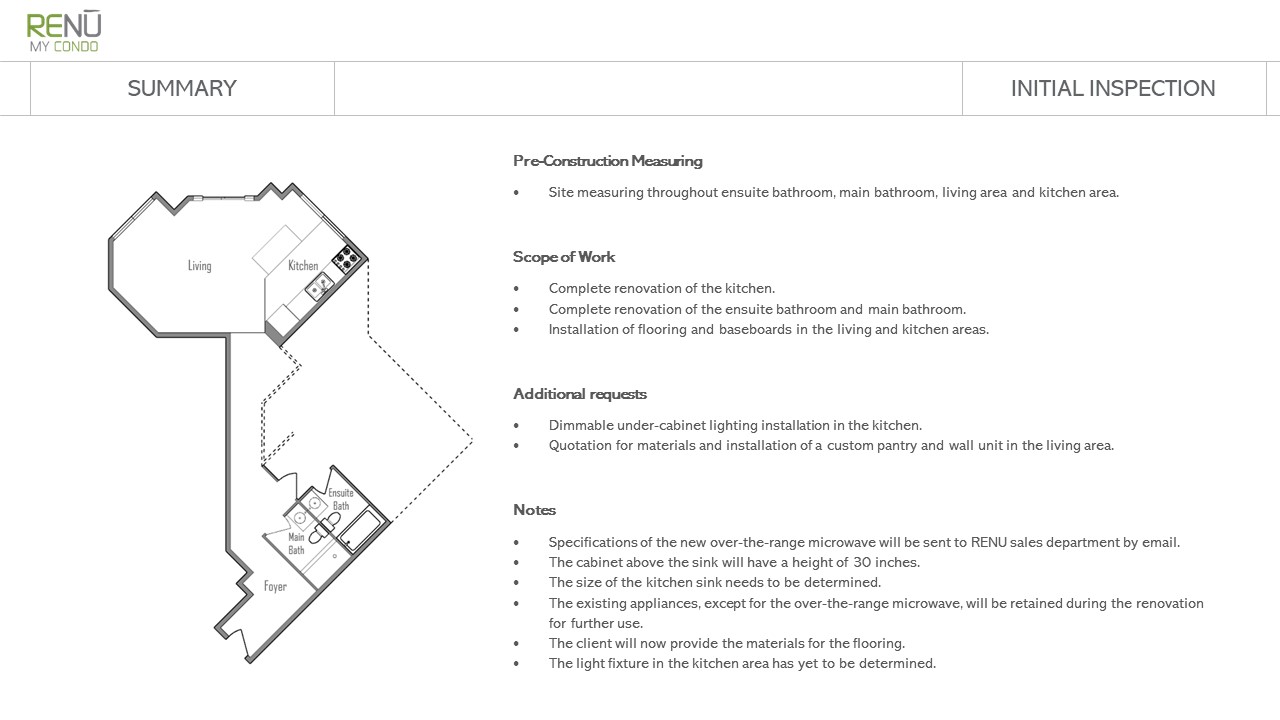 RENŪ
MY CONDO
SUMMARY
INITIAL INSPECTION
Living
Kitchen
Ensuite
Bath
Main
Bath
Foyer
Pre-Construction Measuring
• Site measuring throughout ensuite bathroom, main bathroom, living area and kitchen area.
Scope of Work
• Complete renovation of the kitchen.
• Complete renovation of the ensuite bathroom and main bathroom.
• Installation of flooring and baseboards in the living and kitchen areas.
Additional requests
• Dimmable under-cabinet lighting installation in the kitchen.
• Quotation for materials and installation of a custom pantry and wall unit in the living area.
Notes
• Specifications of the new over-the-range microwave will be sent to RENU sales department by email.
• The cabinet above the sink will have a height of 30 inches.
• The size of the kitchen sink needs to be determined.
• The existing appliances, except for the over-the-range microwave, will be retained during the renovation
for further use.
• The client will now provide the materials for the flooring.
• The light fixture in the kitchen area has yet to be determined.